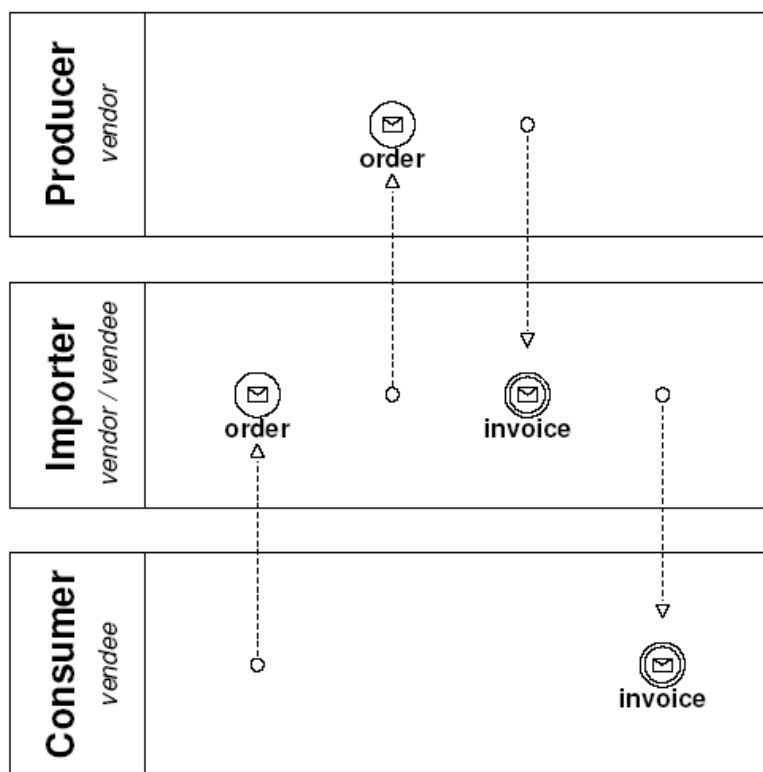 Producer
vendor
order
Importer
vendor / vendee
order
invoice
Consumer
vendee
invoice